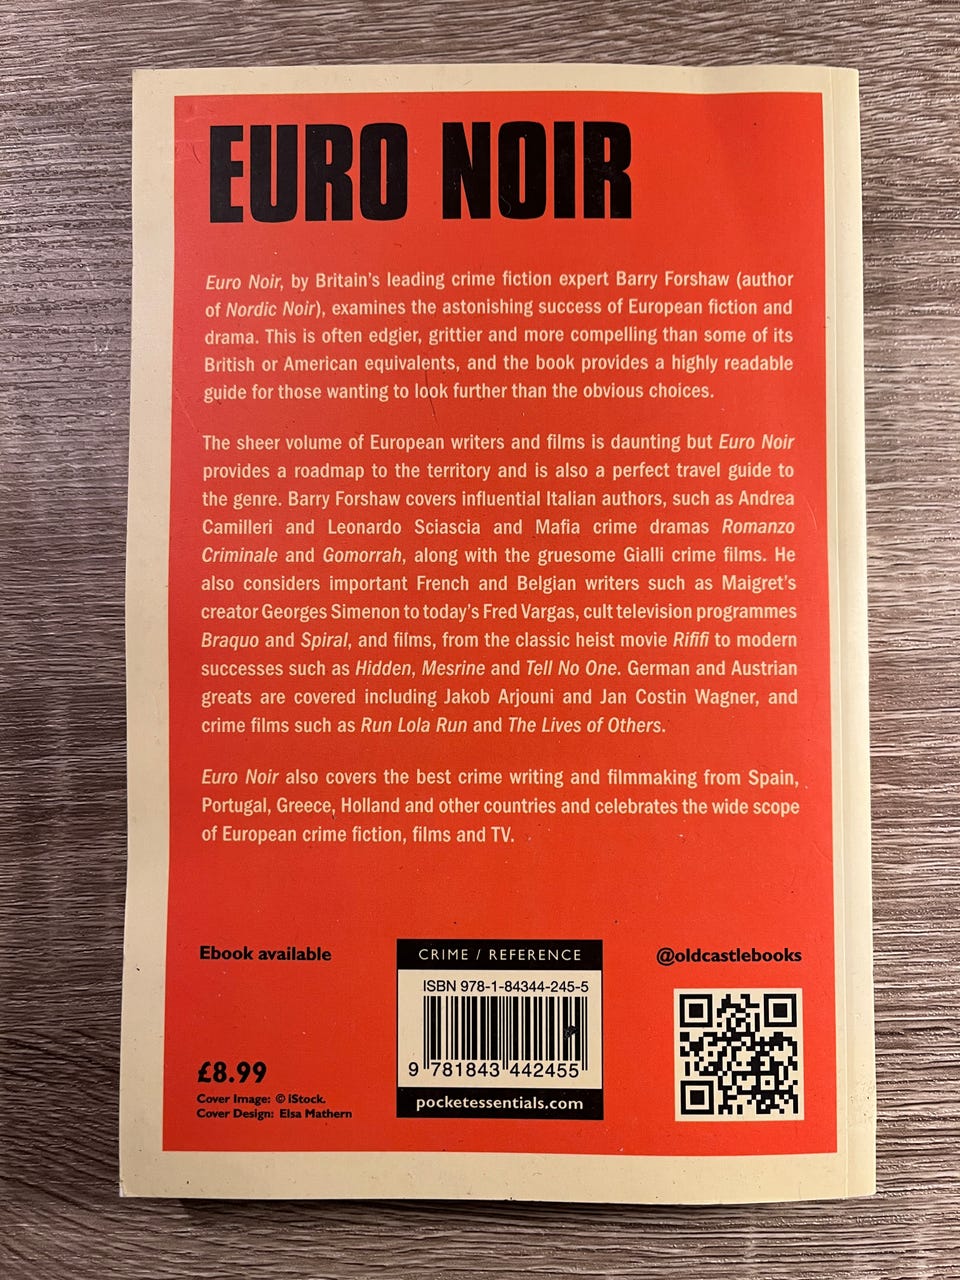 EURO NOIR
Euro Noir, by Britain's leading crime fiction expert Barry Forshaw (author
of Nordic Noir), examines the astonishing success of European fiction and
drama. This is often edgier, grittier and more compelling than some of its
British or American equivalents, and the book provides a highly readable
guide for those wanting to look further than the obvious choices.
The sheer volume of European writers and films is daunting but Euro Noir
provides a roadmap to the territory and is also a perfect travel guide to
the genre. Barry Forshaw covers influential Italian authors, such as Andrea
Camilleri and Leonardo Sciascia and Mafia crime dramas Romanzo
Criminale and Gomorrah, along with the gruesome Gialli crime films. He
also considers important French and Belgian writers such as Maigret's
creator Georges Simenon to today's Fred Vargas, cult television programmes
Braquo and Spiral, and films, from the classic heist movie Rififi to modern
successes such as Hidden, Mesrine and Tell No One. German and Austrian
greats are covered including Jakob Arjouni and Jan Costin Wagner, and
crime films such as Run Lola Run and The Lives of Others.
Euro Noir also covers the best crime writing and filmmaking from Spain,
Portugal, Greece, Holland and other countries and celebrates the wide scope
of European crime fiction, films and TV.
Ebook available
CRIME / REFERENCE
@oldcastlebooks
ISBN 978-1-84344-245-5
9 781843 442455
pocketessentials.com
£8.99
Cover Image: © iStock.
Cover Design: Elsa Mathern